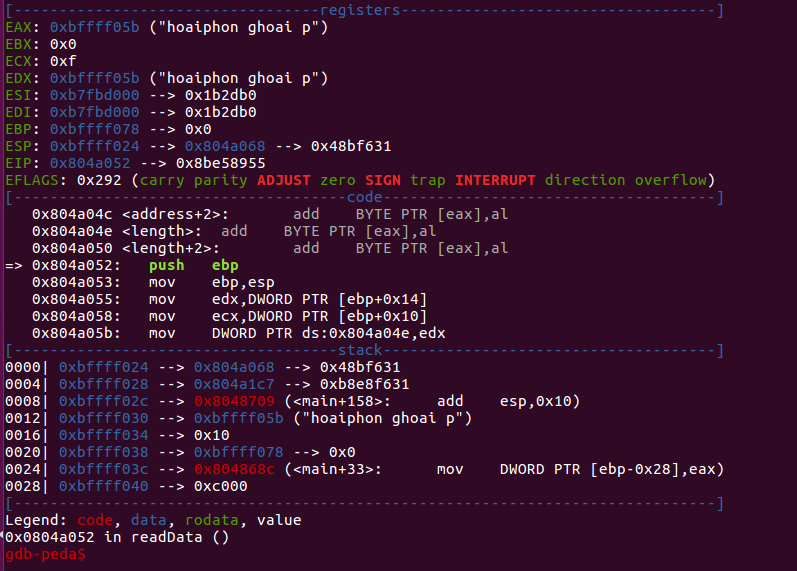 [----------------------------------registers-----------------------------------]
EAX: 0xbffff05b ("hoaiphon ghoai p")
EBX: 0x0
ECX: 0xf
EDX: 0xbffff05b ("hoaiphon ghoai p")
ESI: 0xb7fbd000 --> 0x1b2db0
EDI: 0xb7fbd000 --> 0x1b2db0
EBP: 0xbffff078 --> 0x0
ESP: 0xbffff024 --> 0x804a068 --> 0x48bf631
EIP: 0x804a052 --> 0x8be58955
EFLAGS: 0x292 (carry parity ADJUST zero SIGN trap INTERRUPT direction overflow)
[-------------------------------------code-------------------------------------]
   0x804a04c <address+2>:	add    BYTE PTR [eax],al
   0x804a04e <length>:	add    BYTE PTR [eax],al
   0x804a050 <length+2>:	add    BYTE PTR [eax],al
=> 0x804a052:	push   ebp
   0x804a053:	mov    ebp,esp
   0x804a055:	mov    edx,DWORD PTR [ebp+0x14]
   0x804a058:	mov    ecx,DWORD PTR [ebp+0x10]
   0x804a05b:	mov    DWORD PTR ds:0x804a04e,edx
[------------------------------------stack-------------------------------------]
0000| 0xbffff024 --> 0x804a068 --> 0x48bf631
0004| 0xbffff028 --> 0x804a1c7 --> 0xb8e8f631
0008| 0xbffff02c --> 0x8048709 (<main+158>:	add    esp,0x10)
0012| 0xbffff030 --> 0xbffff05b ("hoaiphon ghoai p")
0016| 0xbffff034 --> 0x10
0020| 0xbffff038 --> 0xbffff078 --> 0x0
0024| 0xbffff03c --> 0x804868c (<main+33>:	mov    DWORD PTR [ebp-0x28],eax)
0028| 0xbffff040 --> 0xc000
[------------------------------------------------------------------------------]
Legend: code, data, rodata, value
0x0804a052 in readData ()
gdb-peda$